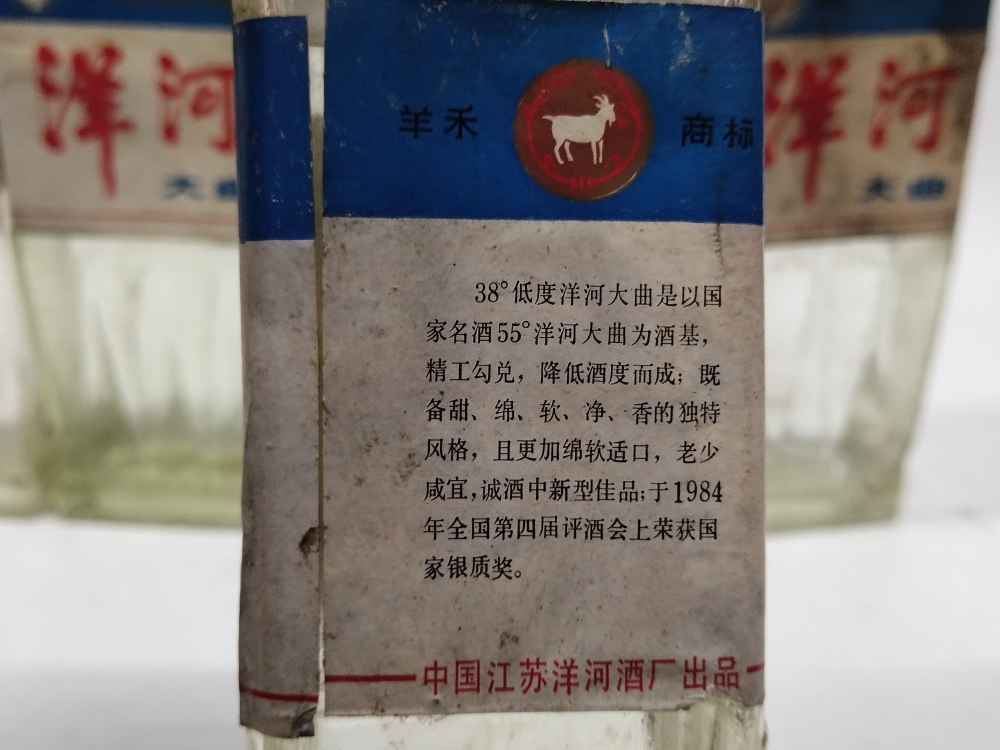 洋河
大曲
羊禾
商标
洋河
大曲
38°低度洋河大曲是以国
家名酒55°洋河大曲为酒基，
精工勾兑，降低酒度而成；既
备甜、绵、软、净、香的独特
风格，且更加绵软适口，老少
咸宜，诚酒中新型佳品；于1984
年全国第四届评酒会上荣获国
家银质奖。
中国江苏洋河酒厂出品